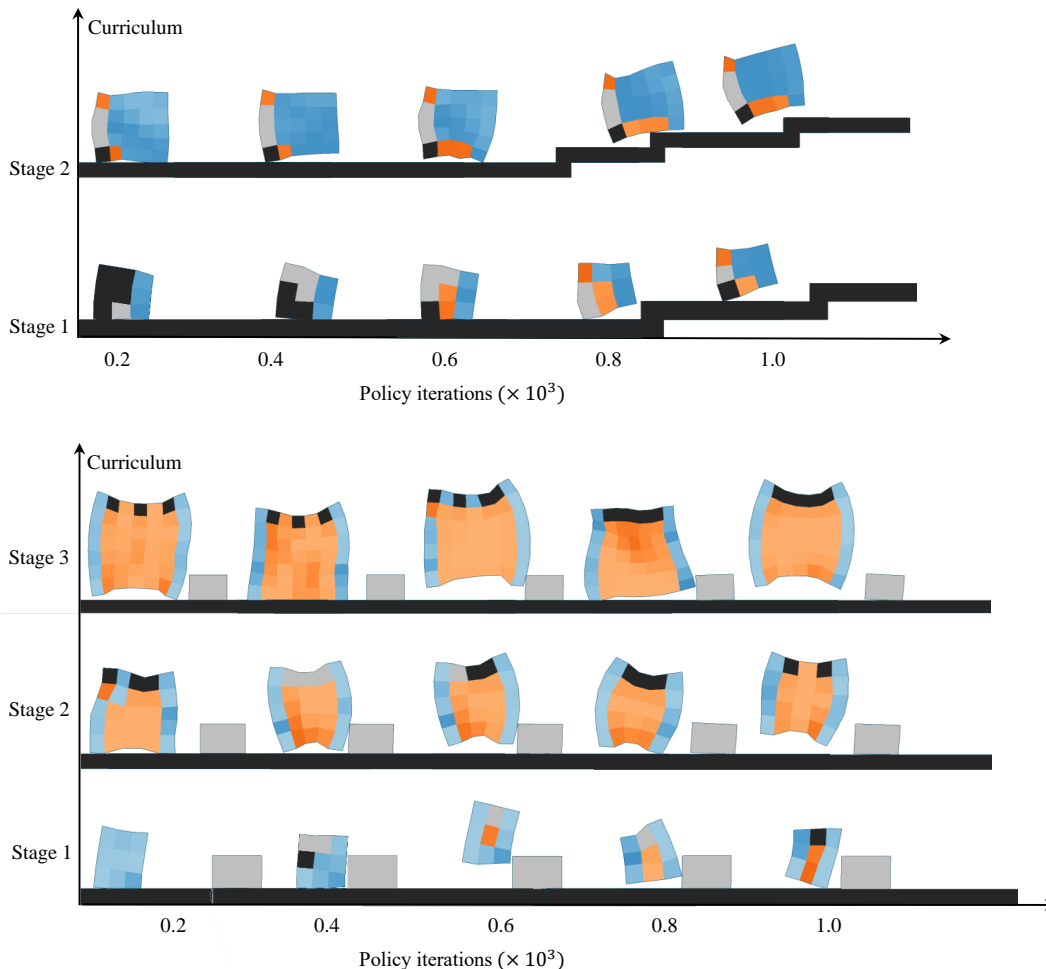 Curriculum
Stage 2
Stage 1
0.2 0.4 0.6 0.8 1.0
Policy iterations (× 10³)
Curriculum
Stage 3
Stage 2
Stage 1
0.2 0.4 0.6 0.8 1.0
Policy iterations (× 10³)